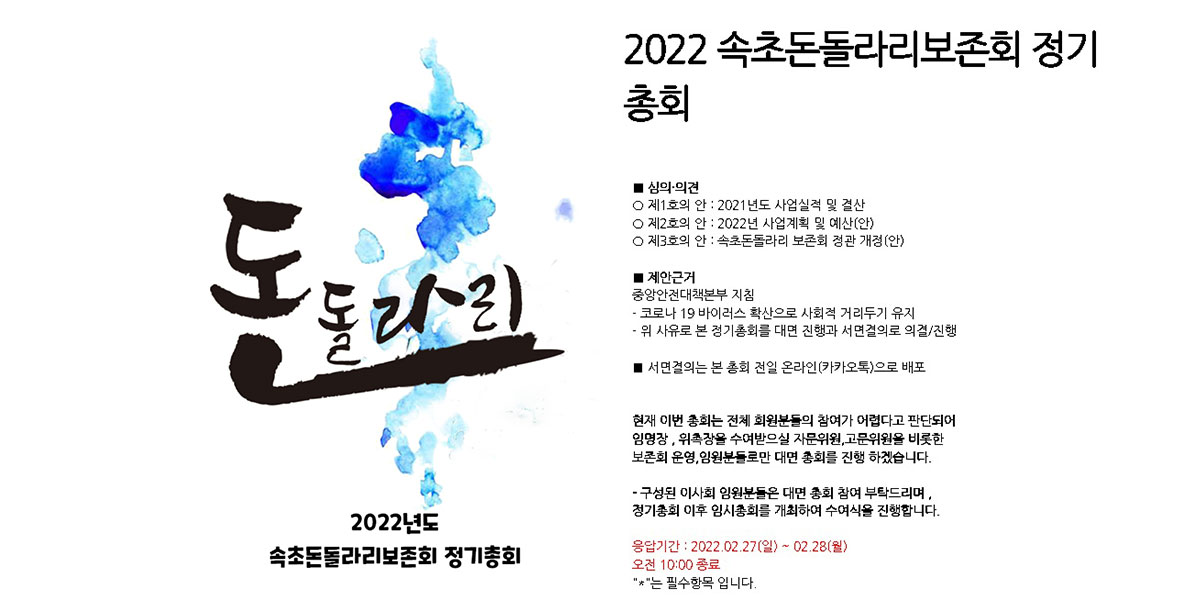 돈돌라리
2022년도
속초돈돌라리보존회 정기총회
2022 속초돈돌라리보존회 정기
총회
■ 심의·의견
○ 제1호의 안 : 2021년도 사업실적 및 결산
○ 제2호의 안 : 2022년 사업계획 및 예산(안)
○ 제3호의 안 : 속초돈돌라리 보존회 정관 개정(안)
■ 제안근거
중앙안전대책본부 지침
- 코로나 19 바이러스 확산으로 사회적 거리두기 유지
- 위 사유로 본 정기총회를 대면 진행과 서면결의로 의결/진행
■ 서면결의는 본 총회 전일 온라인(카카오톡)으로 배포
현재 이번 총회는 전체 회원분들의 참여가 어렵다고 판단되어
임명장 , 위촉장을 수여받으실 자문위원,고문위원을 비롯한
보존회 운영,임원분들로만 대면 총회를 진행 하겠습니다.
- 구성된 이사회 임원분들은 대면 총회 참여 부탁드리며 ,
정기총회 이후 임시총회를 개최하여 수여식을 진행합니다.
응답기간 : 2022.02.27(일) ~ 02.28(월)
오전 10:00 종료
"*"는 필수항목 입니다.